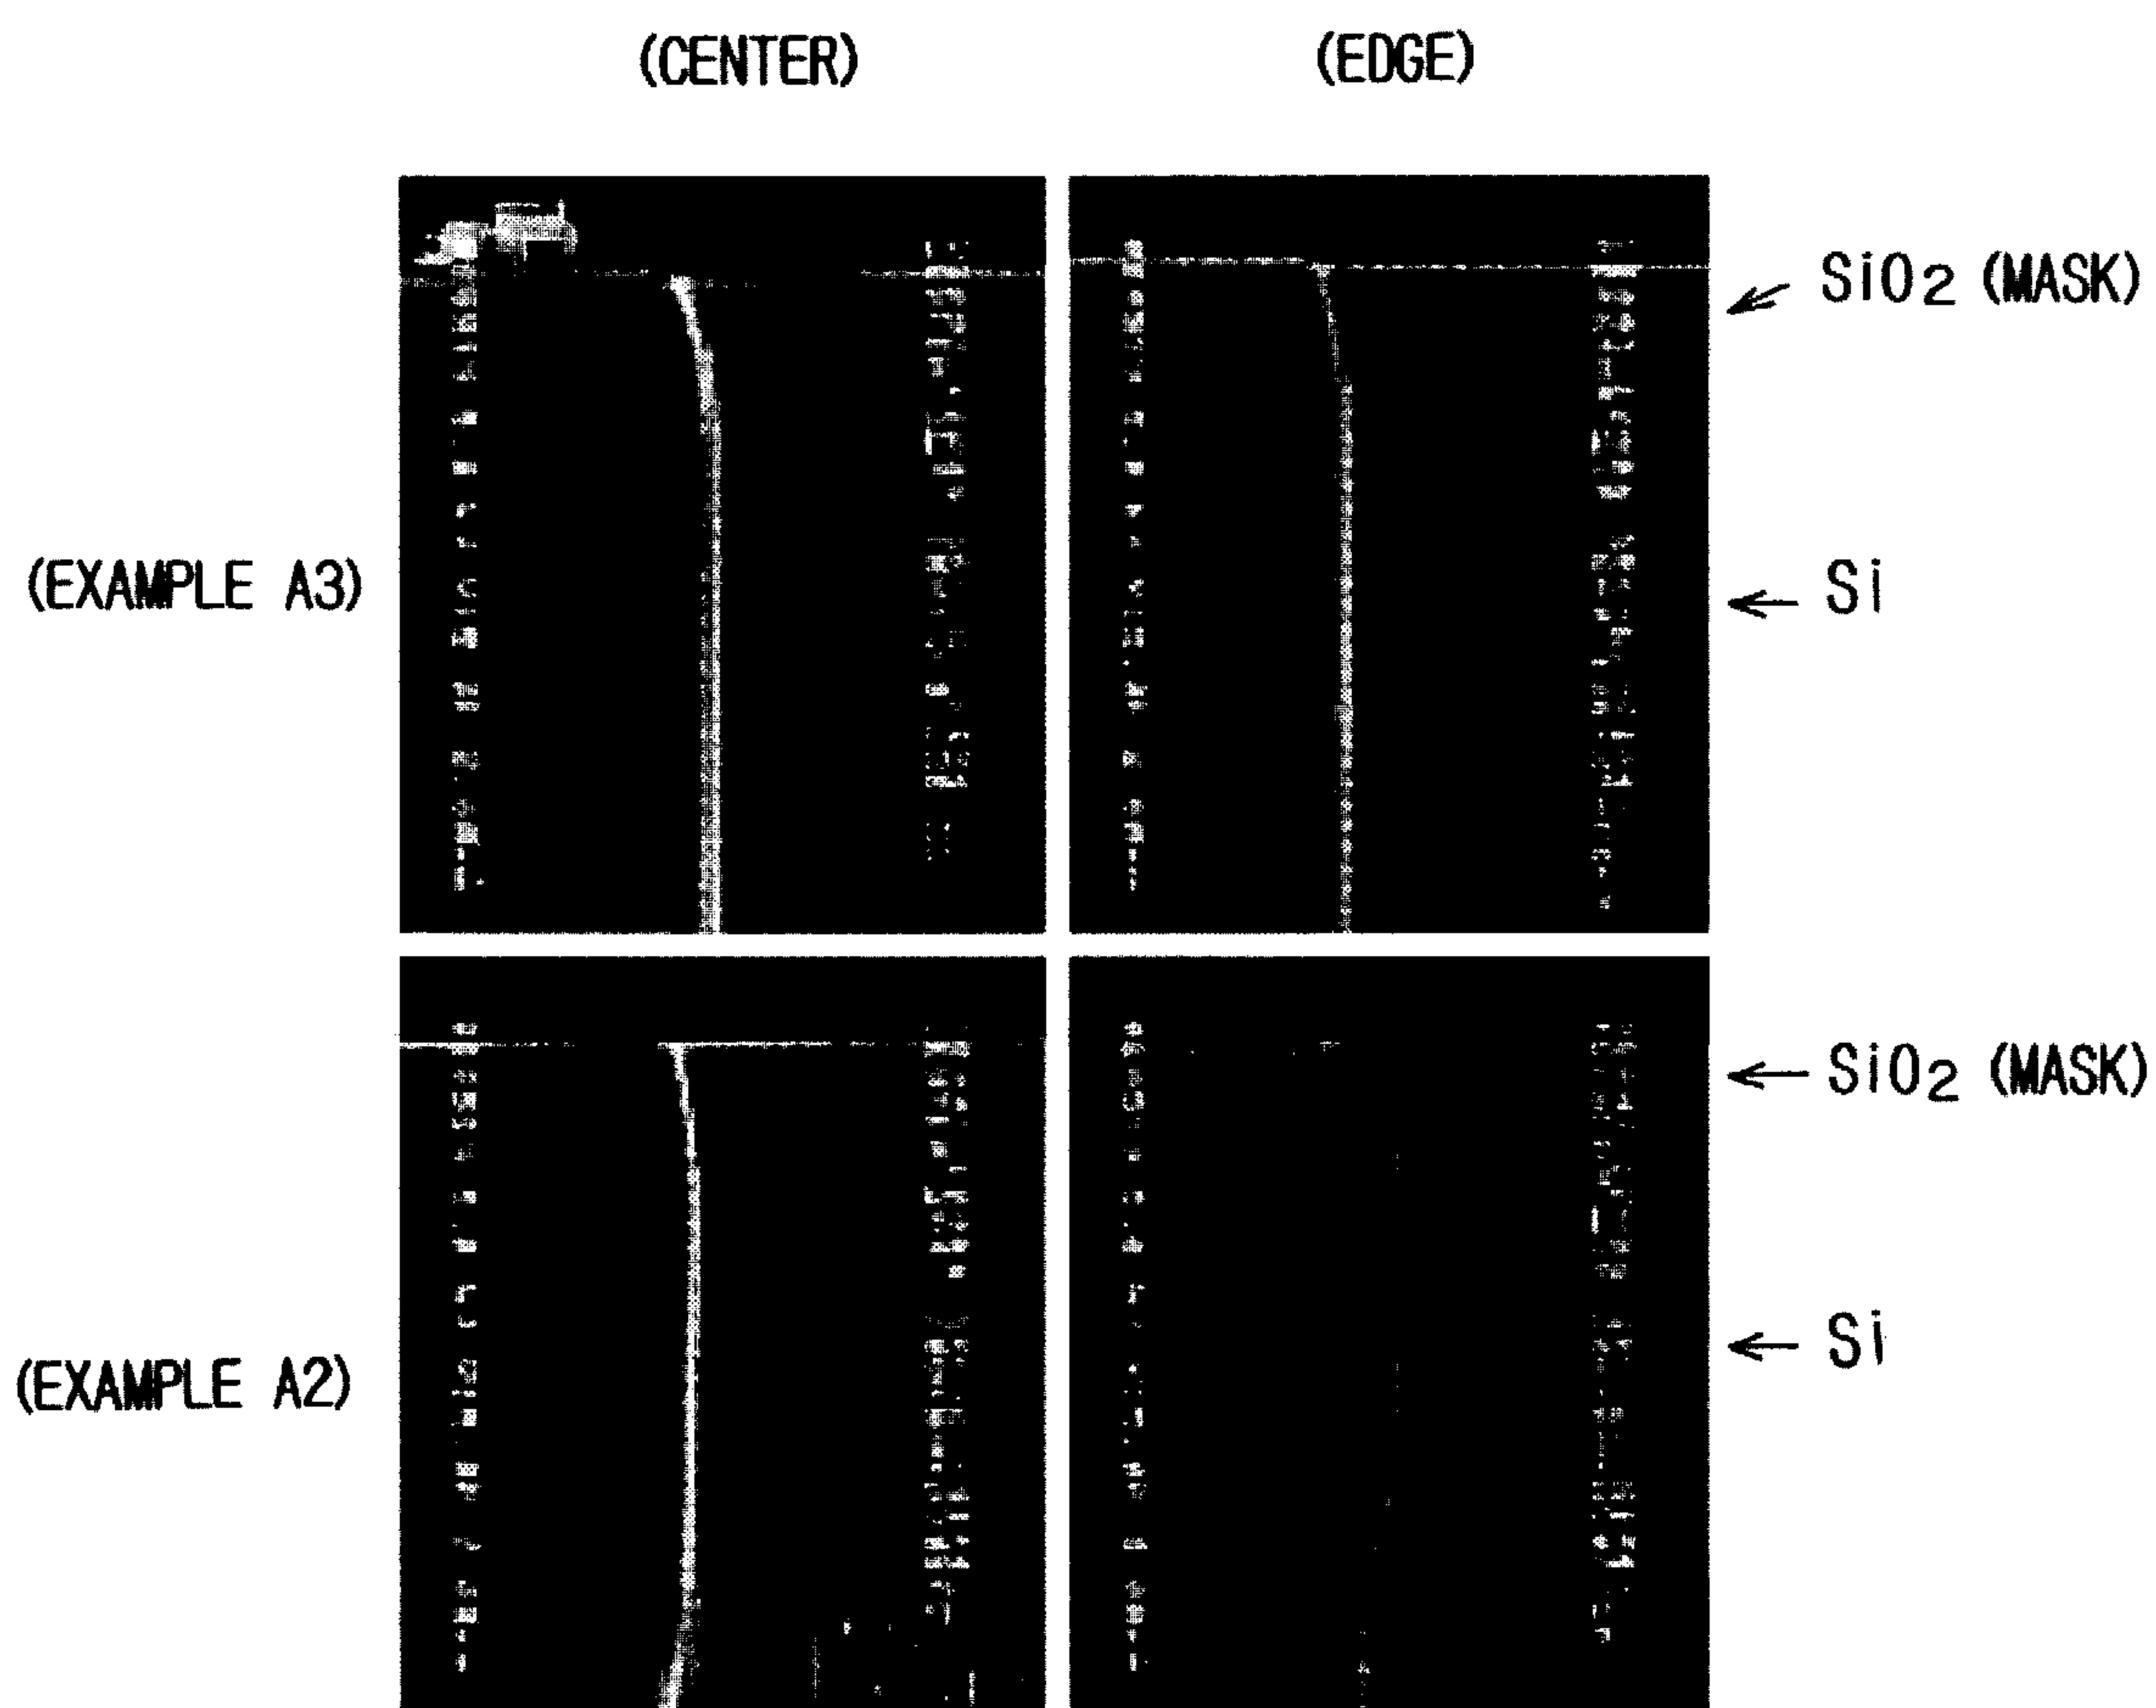 (CENTER) (EDGE)
SiO2 (MASK)
(EXAMPLE A3)
Si
SiO2 (MASK)
Si
(EXAMPLE A2)